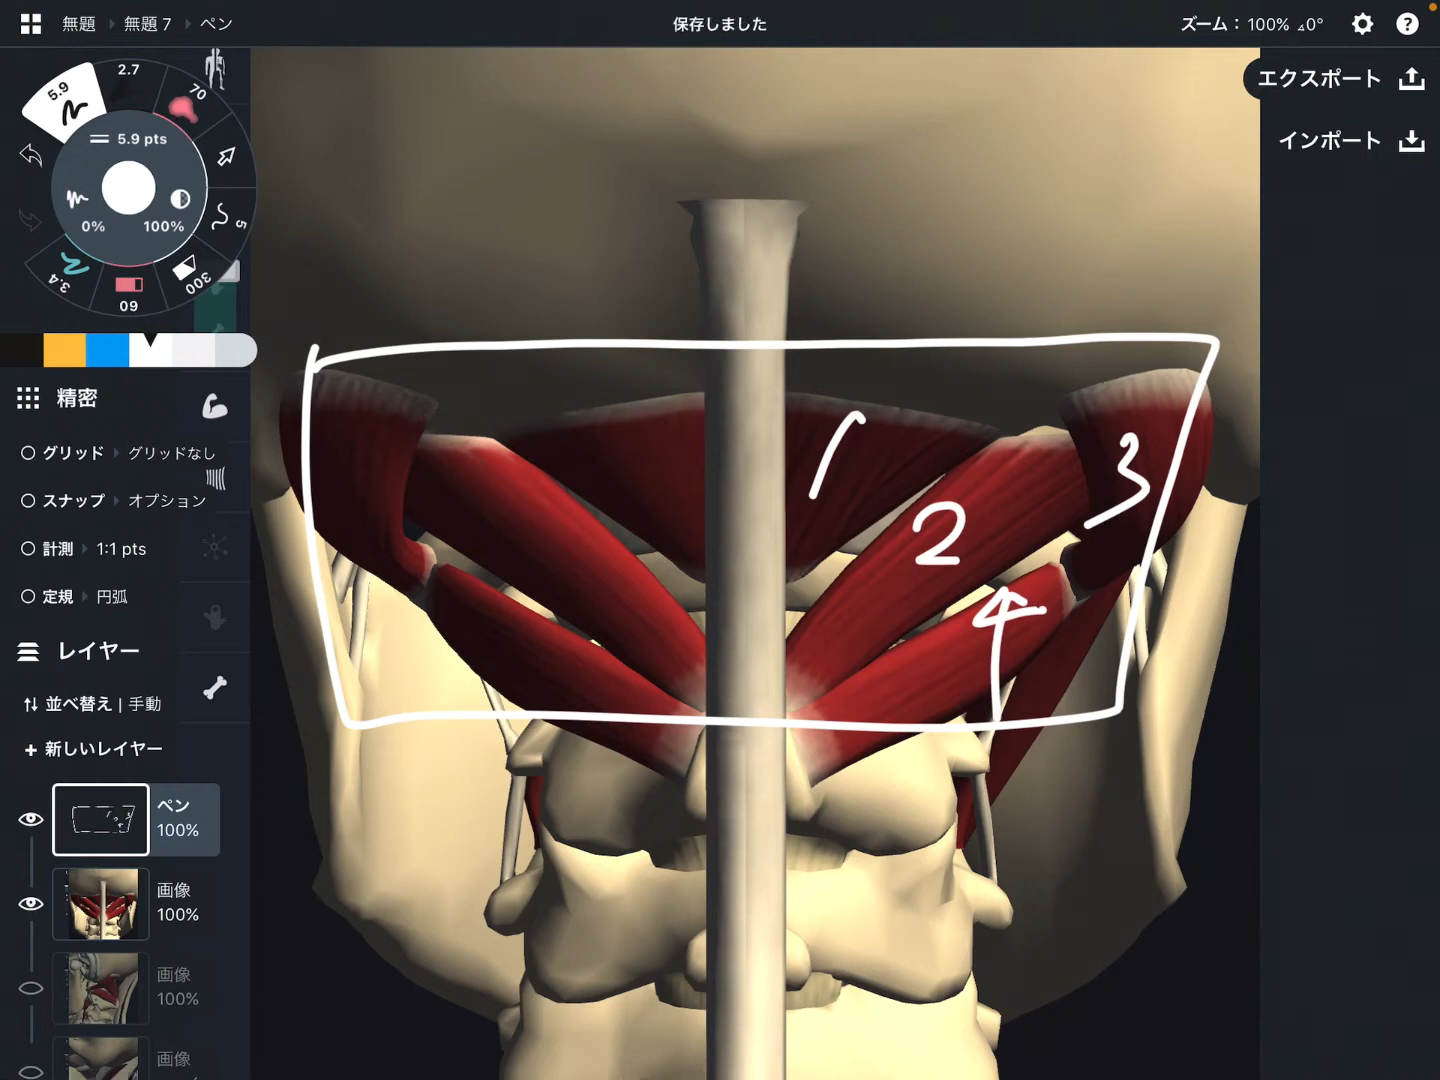 無題 無題 7 ペン
保存しました
ズーム： 100% ⊿0°
?
エクスポート
インポート
5.9
2.7
70
5.9 pts
0%
100%
5
300
60
3.4
精密
グリッド グリッドなし
スナップ オプション
計測 1:1 pts
定規 円弧
レイヤー
並べ替え | 手動
+ 新しいレイヤー
ペン
100%
画像
100%
画像
100%
画像
1
2
3
4